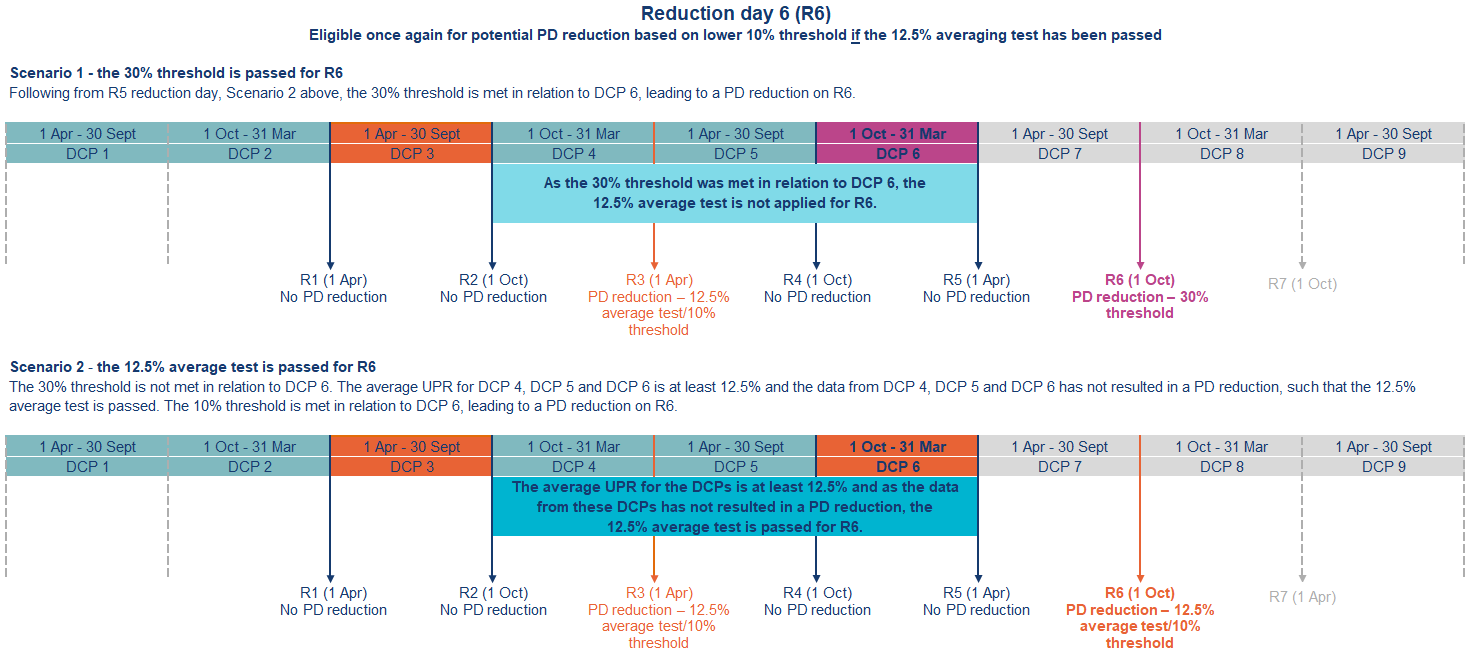 Reduction day 6 (R6)
Eligible once again for potential PD reduction based on lower 10% threshold if the 12.5% averaging test has been passed
Scenario 1 - the 30% threshold is passed for R6
Following from R5 reduction day, Scenario 2 above, the 30% threshold is met in relation to DCP 6, leading to a PD reduction on R6.
1 Apr - 30 Sept 1 Oct - 31 Mar 1 Apr - 30 Sept 1 Oct - 31 Mar 1 Apr - 30 Sept 1 Oct - 31 Mar 1 Apr - 30 Sept 1 Oct - 31 Mar 1 Apr - 30 Sept
DCP 1 DCP 2 DCP 3 DCP 4 DCP 5 DCP 6 DCP 7 DCP 8 DCP 9
As the 30% threshold was met in relation to DCP 6, the
12.5% average test is not applied for R6.
R1 (1 Apr)
No PD reduction
R2 (1 Oct)
No PD reduction
R3 (1 Apr)
PD reduction – 12.5%
average test/10%
threshold
R4 (1 Oct)
No PD reduction
R5 (1 Apr)
No PD reduction
R6 (1 Oct)
PD reduction – 30%
threshold
R7 (1 Oct)
Scenario 2 - the 12.5% average test is passed for R6
The 30% threshold is not met in relation to DCP 6. The average UPR for DCP 4, DCP 5 and DCP 6 is at least 12.5% and the data from DCP 4, DCP 5 and DCP 6 has not resulted in a PD reduction, such that the 12.5%
average test is passed. The 10% threshold is met in relation to DCP 6, leading to a PD reduction on R6.
1 Apr - 30 Sept 1 Oct - 31 Mar 1 Apr - 30 Sept 1 Oct - 31 Mar 1 Apr - 30 Sept 1 Oct - 31 Mar 1 Apr - 30 Sept 1 Oct - 31 Mar 1 Apr - 30 Sept
DCP 1 DCP 2 DCP 3 DCP 4 DCP 5 DCP 6 DCP 7 DCP 8 DCP 9
The average UPR for the DCPs is at least 12.5% and as the data
from these DCPs has not resulted in a PD reduction, the
12.5% average test is passed for R6.
R1 (1 Apr)
No PD reduction
R2 (1 Oct)
No PD reduction
R3 (1 Apr)
PD reduction – 12.5%
average test/10%
threshold
R4 (1 Oct)
No PD reduction
R5 (1 Apr)
No PD reduction
R6 (1 Oct)
PD reduction – 12.5%
average test/10%
threshold
R7 (1 Apr)